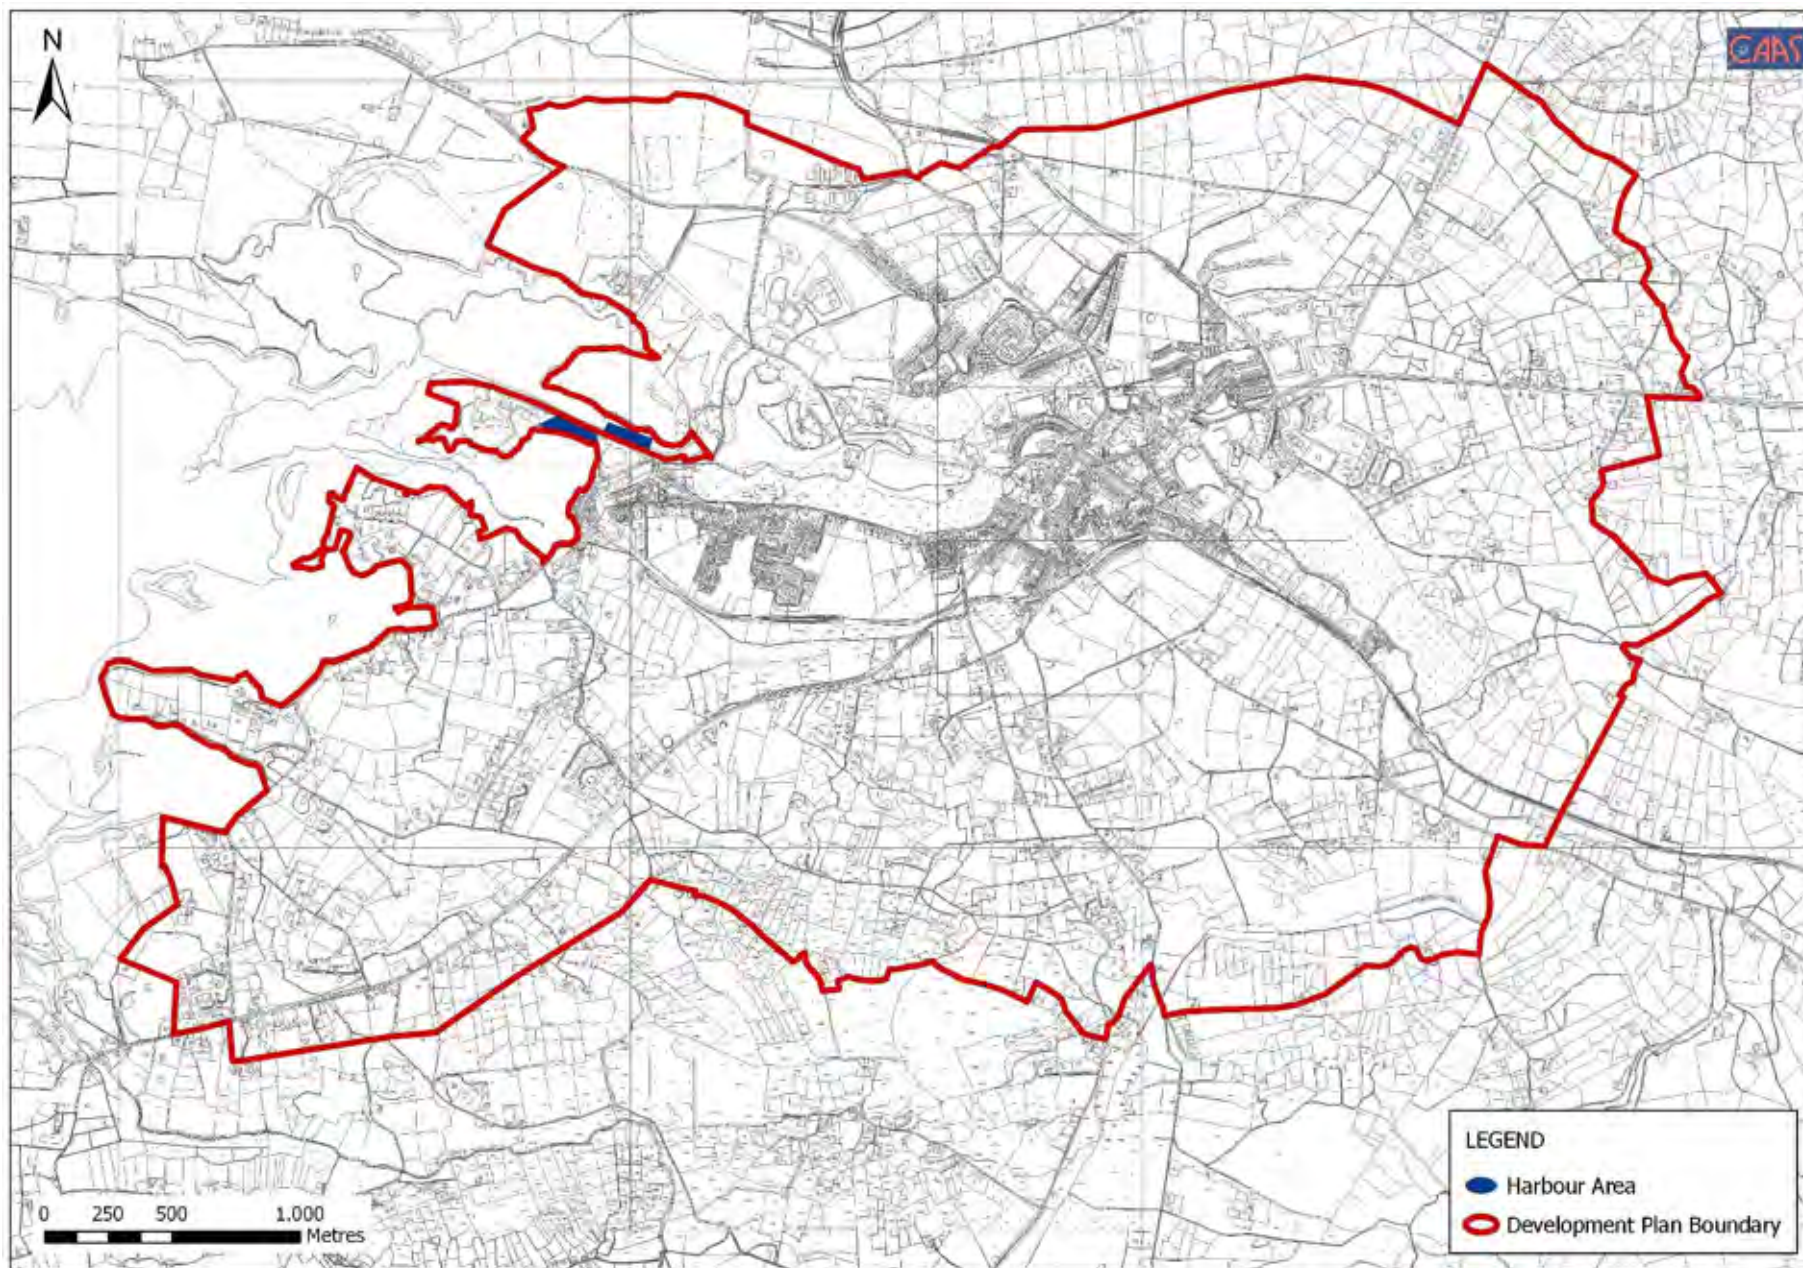 N
CAAS
LEGEND
Harbour Area
Development Plan Boundary
0 250 500 1.000
Metres